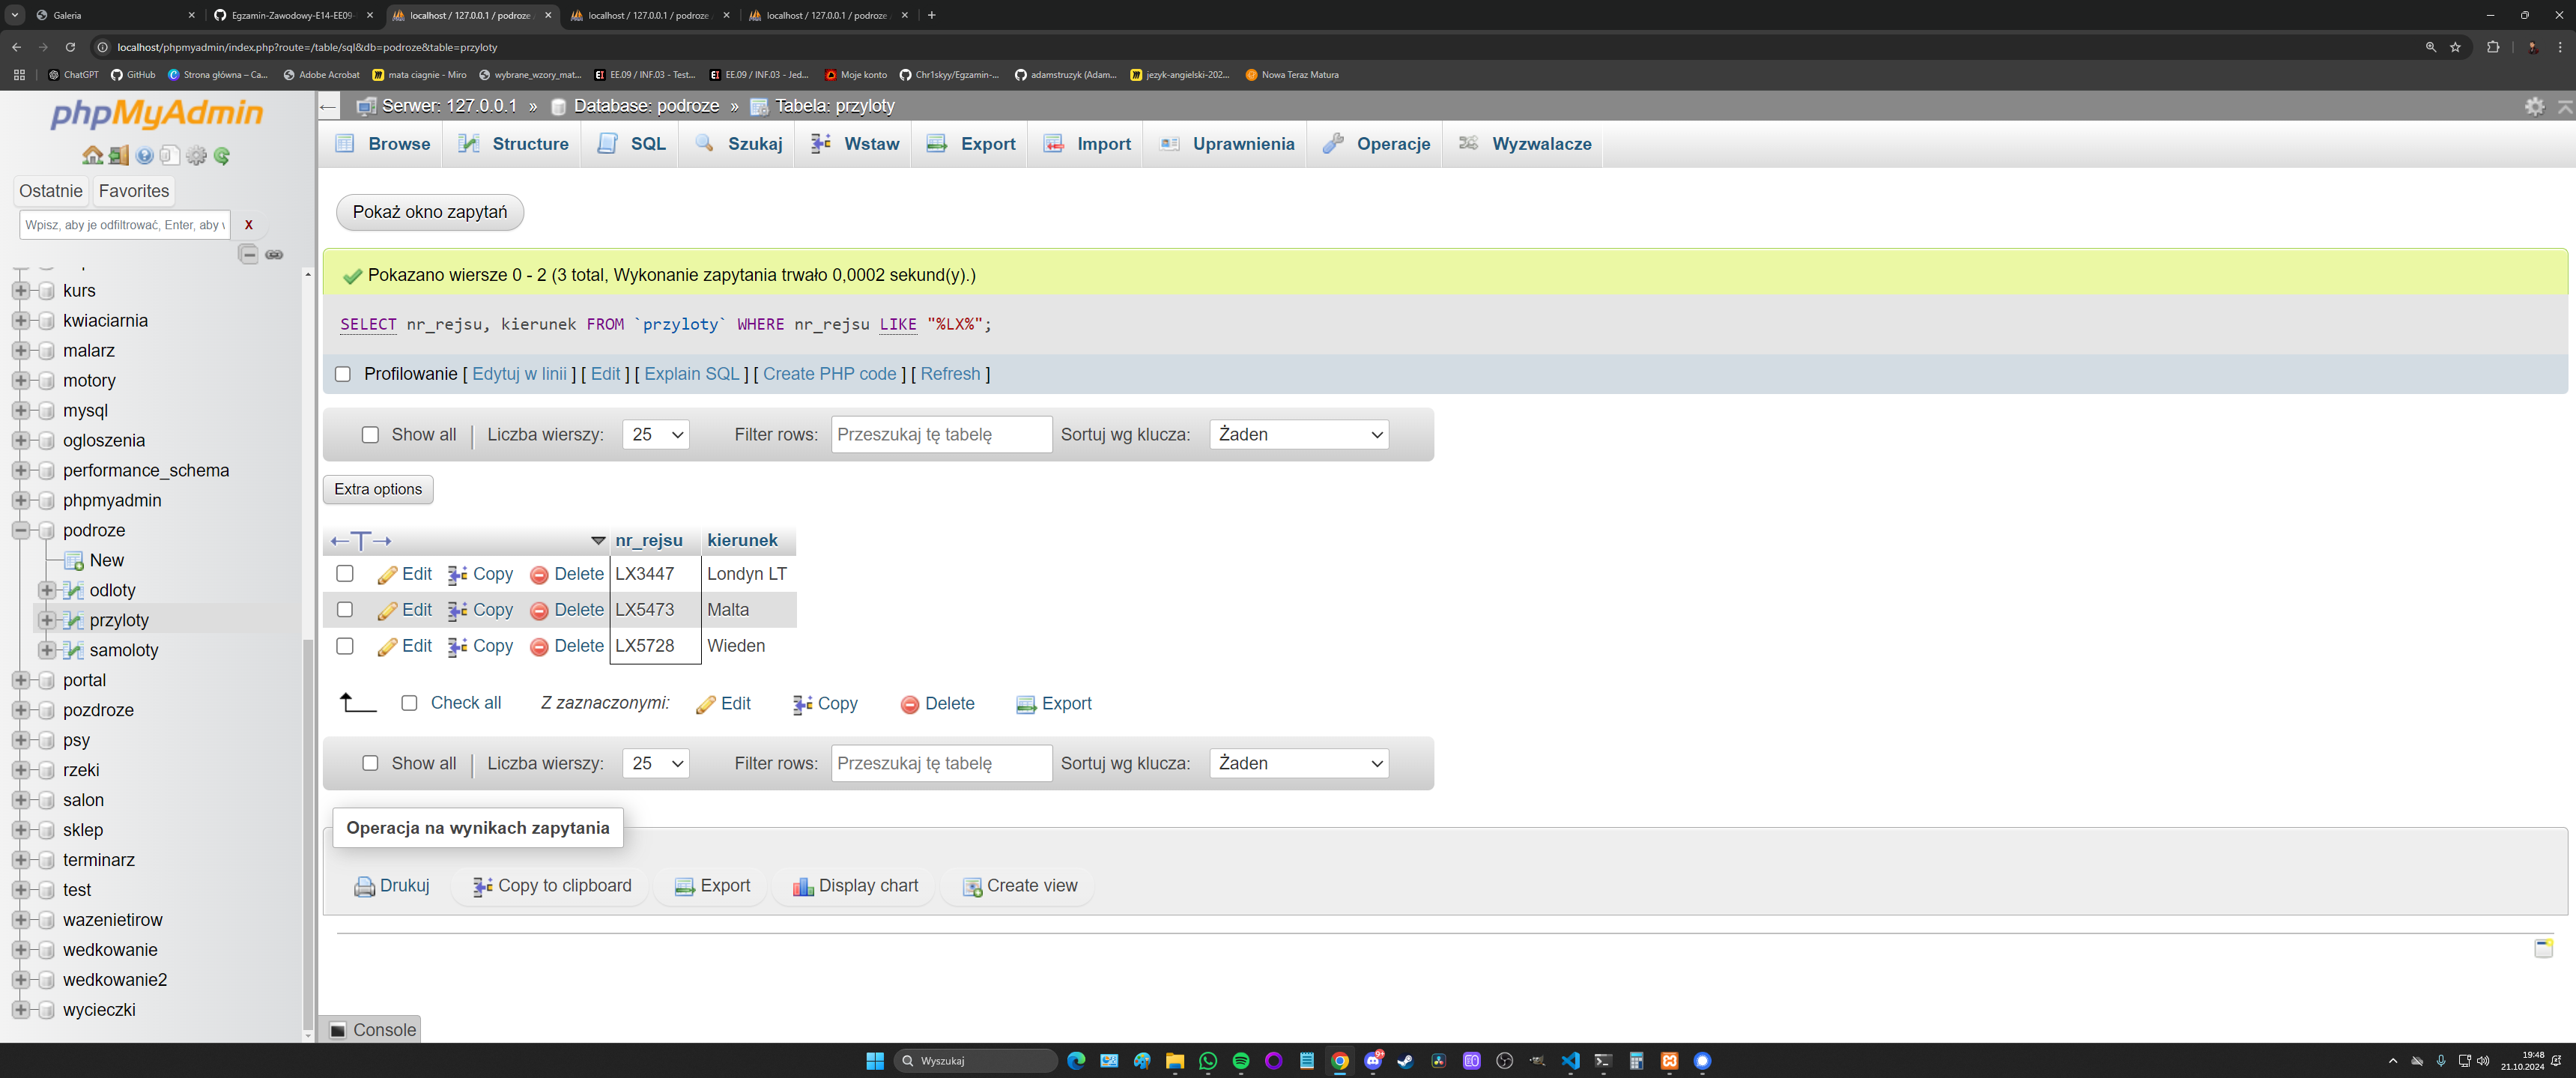 Galeria
Egzamin-Zawodowy-E14-EE09-
localhost / 127.0.0.1 / podroze
localhost / 127.0.0.1 / podroze
localhost / 127.0.0.1 / podroze
localhost/phpmyadmin/index.php?route=/table/sql&db=podroze&table=przyloty
ChatGPT
GitHub
Strona główna – Ca...
Adobe Acrobat
mata ciagnie - Miro
wybrane_wzory_mat...
EE.09 / INF.03 - Test...
EE.09 / INF.03 - Jed...
Moje konto
Chr1skyy/Egzamin-...
adamstruzyk (Adam...
jezyk-angielski-202...
Nowa Teraz Matura
phpMyAdmin
Ostatnie
Favorites
Wpisz, aby je odfiltrować, Enter, aby
X
kurs
kwiaciarnia
malarz
motory
mysql
ogloszenia
performance_schema
phpmyadmin
podroze
New
odloty
przyloty
samoloty
portal
pozdroze
psy
rzeki
salon
sklep
terminarz
test
wazenietirow
wedkowanie
wedkowanie2
wycieczki
Serwer: 127.0.0.1 » Database: podroze » Tabela: przyloty
Browse
Structure
SQL
Szukaj
Wstaw
Export
Import
Uprawnienia
Operacje
Wyzwalacze
Pokaż okno zapytań
Pokazano wiersze 0 - 2 (3 total, Wykonanie zapytania trwało 0,0002 sekund(y).)
SELECT nr_rejsu, kierunek FROM `przyloty` WHERE nr_rejsu LIKE "%LX%";
Profilowanie [ Edytuj w linii ] [ Edit ] [ Explain SQL ] [ Create PHP code ] [ Refresh ]
Show all | Liczba wierszy: 25 Filter rows: Przeszukaj tę tabelę Sortuj wg klucza: Żaden
Extra options
nr_rejsu kierunek
Edit Copy Delete LX3447 Londyn LT
Edit Copy Delete LX5473 Malta
Edit Copy Delete LX5728 Wieden
Check all Z zaznaczonymi: Edit Copy Delete Export
Show all | Liczba wierszy: 25 Filter rows: Przeszukaj tę tabelę Sortuj wg klucza: Żaden
Operacja na wynikach zapytania
Drukuj
Copy to clipboard
Export
Display chart
Create view
Console
Wyszukaj
19:48
21.10.2024